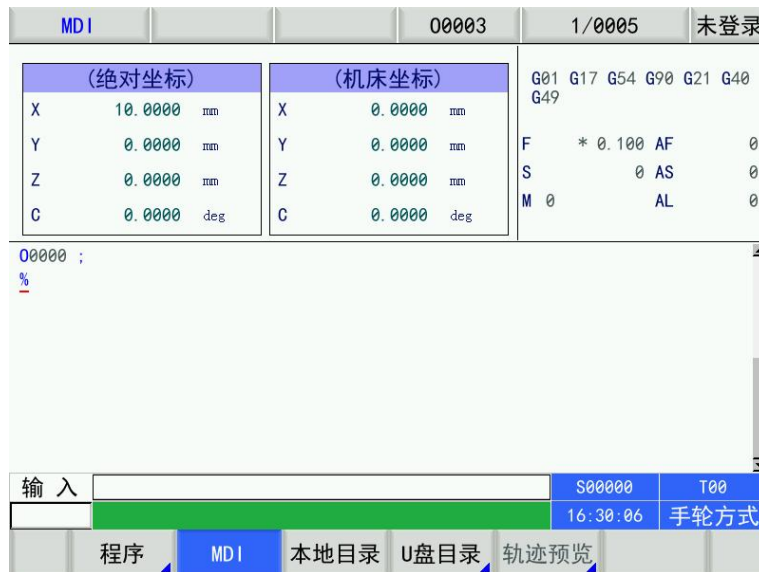 MDI O0003 1/0005 未登录
(绝对坐标) (机床坐标) G01 G17 G54 G90 G21 G40
G49
X 10.0000 mm X 0.0000 mm
Y 0.0000 mm Y 0.0000 mm F * 0.100 AF 0
Z 0.0000 mm Z 0.0000 mm S 0 AS 0
C 0.0000 deg C 0.0000 deg M 0 AL 0
O0000 ;
%
输 入 S00000 T00
16:30:06 手轮方式
程序 MDI 本地目录 U盘目录 轨迹预览